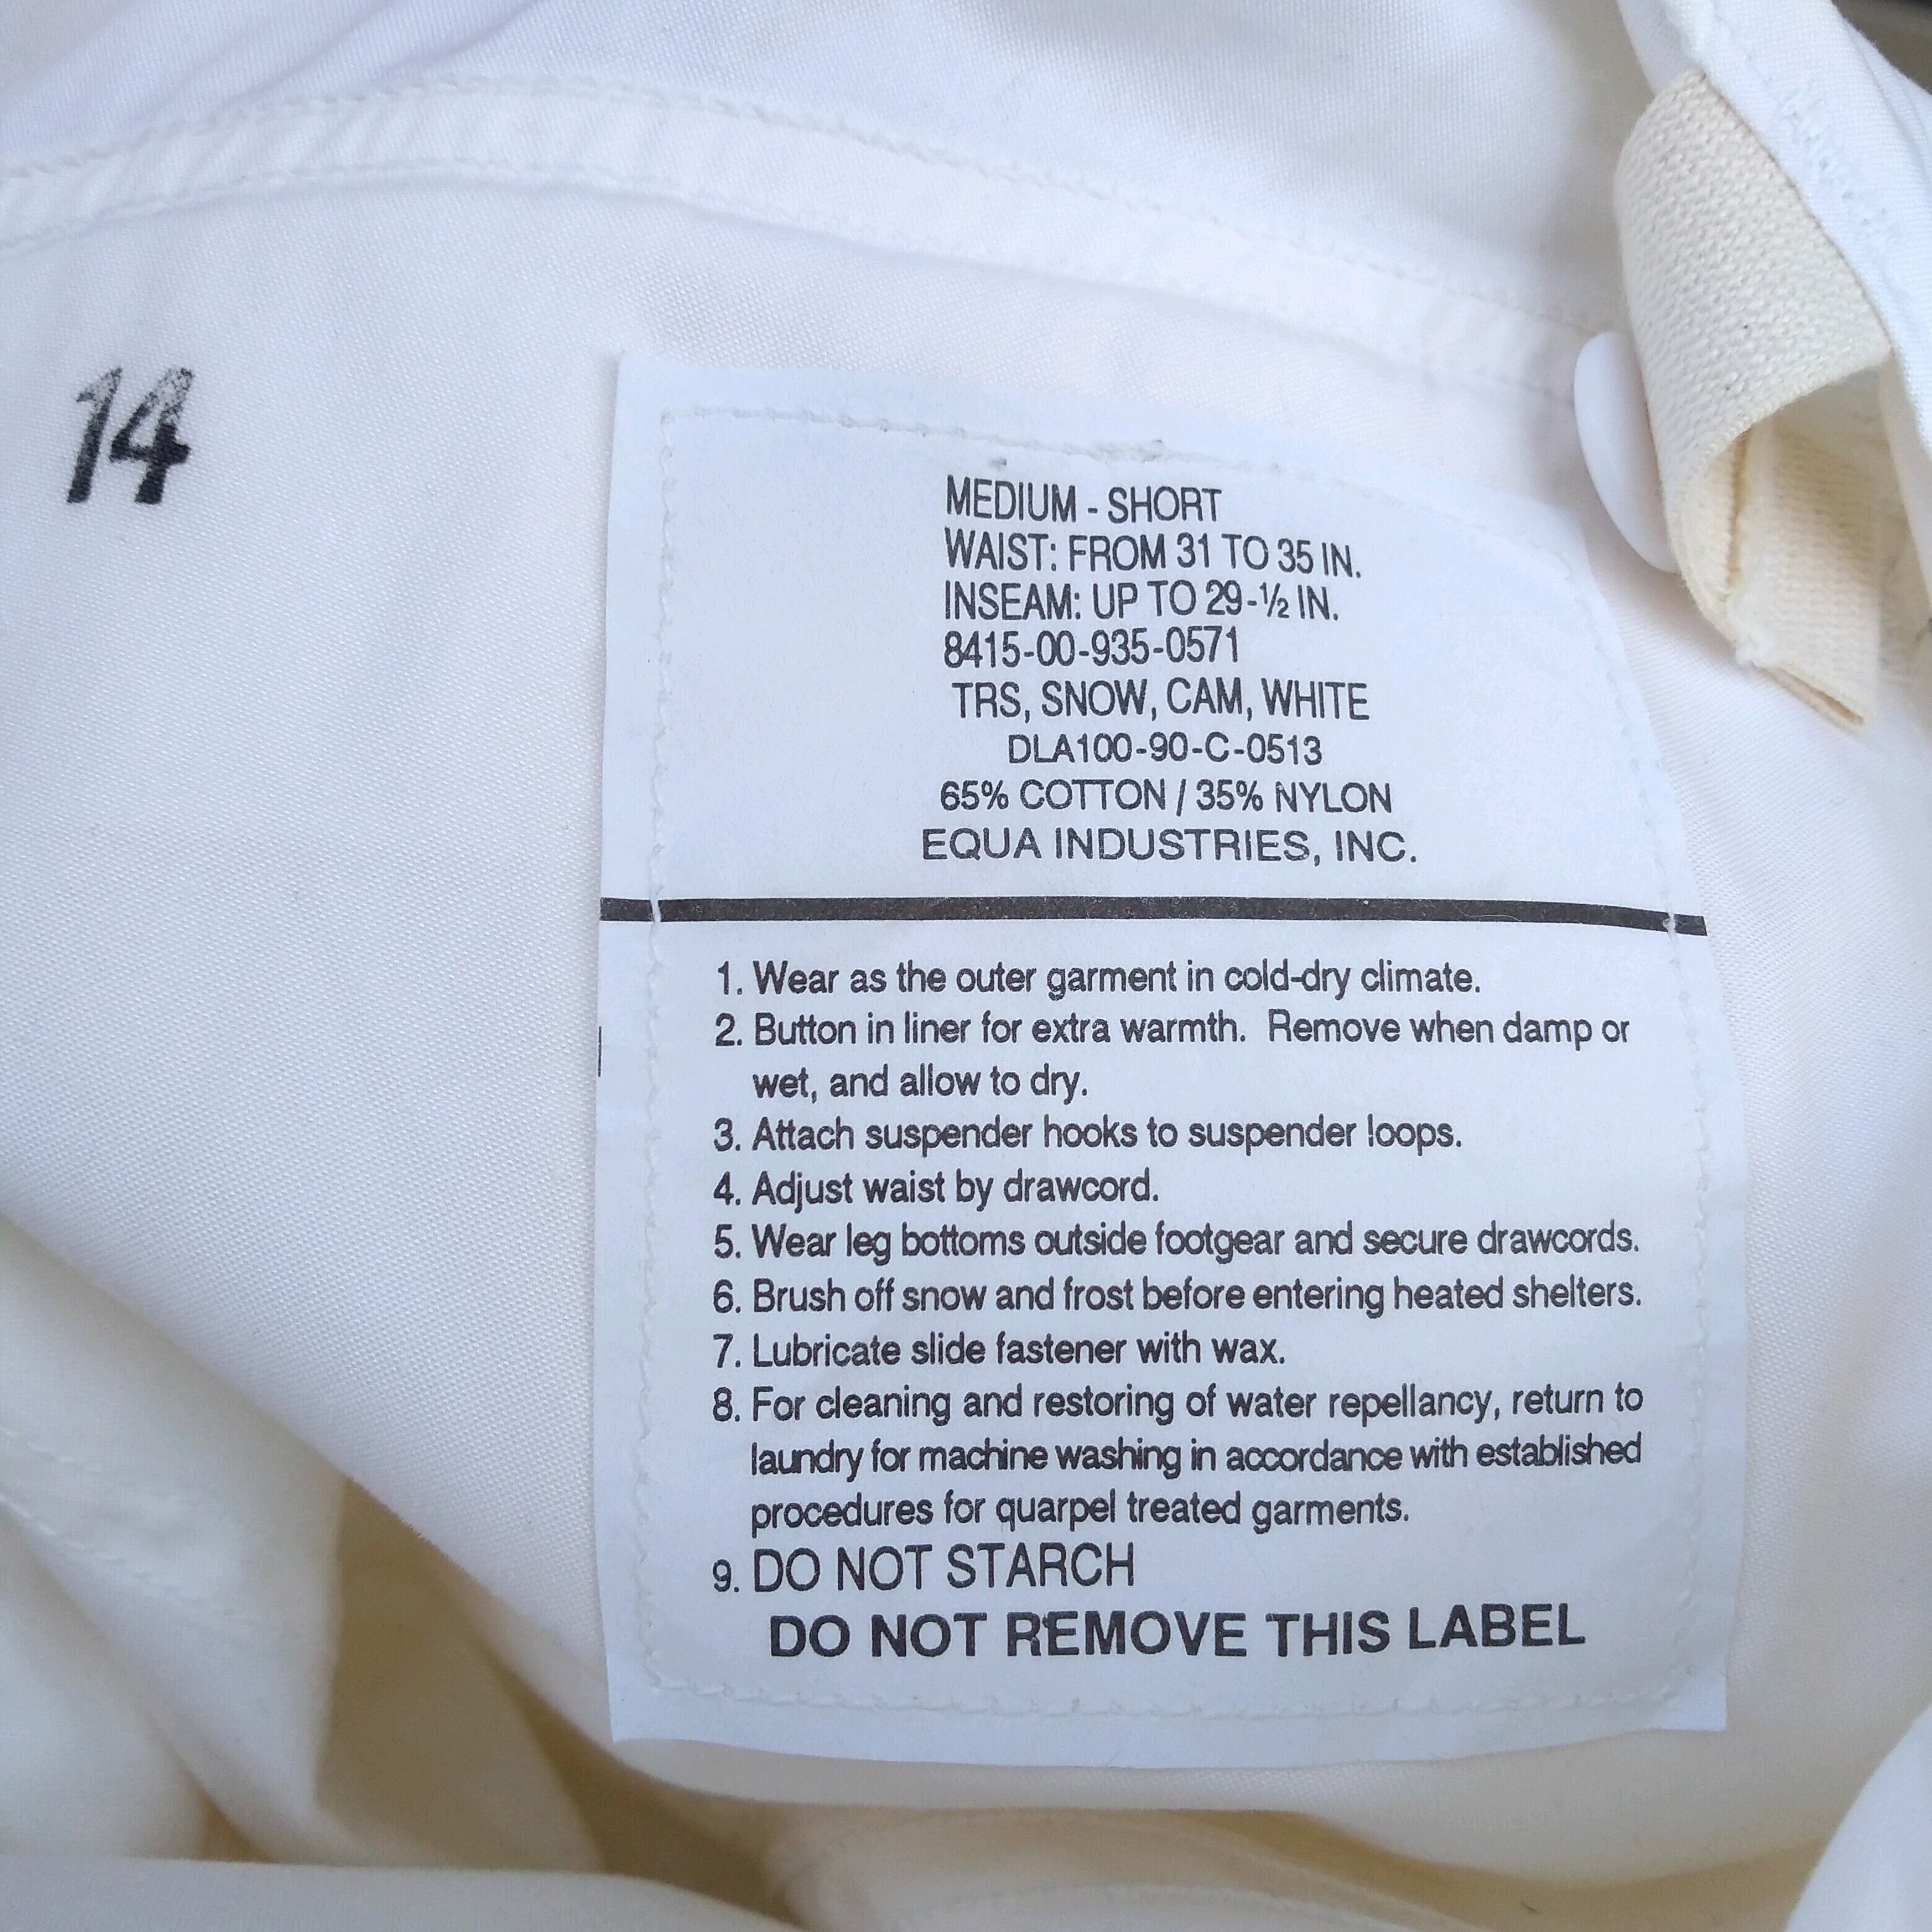 14
MEDIUM - SHORT
WAIST: FROM 31 TO 35 IN.
INSEAM: UP TO 29-½ IN.
8415-00-935-0571
TRS, SNOW, CAM, WHITE
DLA100-90-C-0513
65% COTTON / 35% NYLON
EQUA INDUSTRIES, INC.
1. Wear as the outer garment in cold-dry climate.
2. Button in liner for extra warmth. Remove when damp or
wet, and allow to dry.
3. Attach suspender hooks to suspender loops.
4. Adjust waist by drawcord.
5. Wear leg bottoms outside footgear and secure drawcords.
6. Brush off snow and frost before entering heated shelters.
7. Lubricate slide fastener with wax.
8. For cleaning and restoring of water repellancy, return to
laundry for machine washing in accordance with established
procedures for quarpel treated garments.
9. DO NOT STARCH
DO NOT REMOVE THIS LABEL